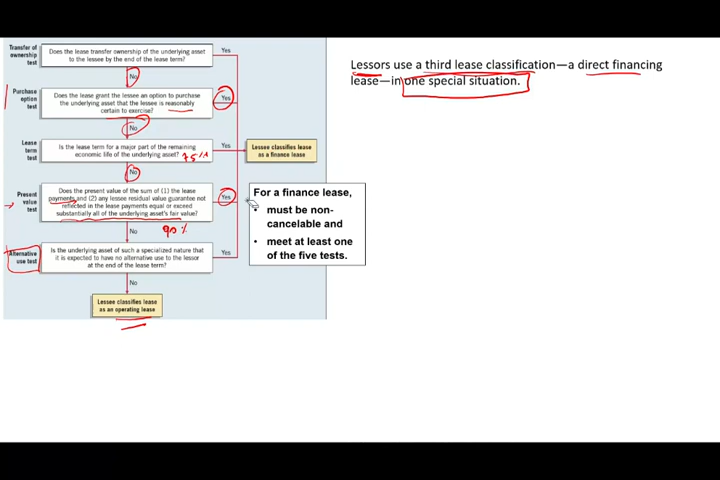 Transfer of
ownership
test
Does the lease transfer ownership of the underlying asset
to the lessee by the end of the lease term?
Yes
No
Purchase
option
test
Does the lease grant the lessee an option to purchase
the underlying asset that the lessee is reasonably
certain to exercise?
Yes
No
Lease
term
test
Is the lease term for a major part of the remaining
economic life of the underlying asset?
Yes
Lessee classifies lease
as a finance lease
No
Present
value
test
Does the present value of the sum of (1) the lease
payments and (2) any lessee residual value guarantee not
reflected in the lease payments equal or exceed
substantially all of the underlying asset's fair value?
Yes
No
90%
Alternative
use test
Is the underlying asset of such a specialized nature that
it is expected to have no alternative use to the lessor
at the end of the lease term?
Yes
No
Lessee classifies lease
as an operating lease
For a finance lease,
• must be non-
cancelable and
• meet at least one
of the five tests.
Lessors use a third lease classification—a direct financing
lease—in one special situation.